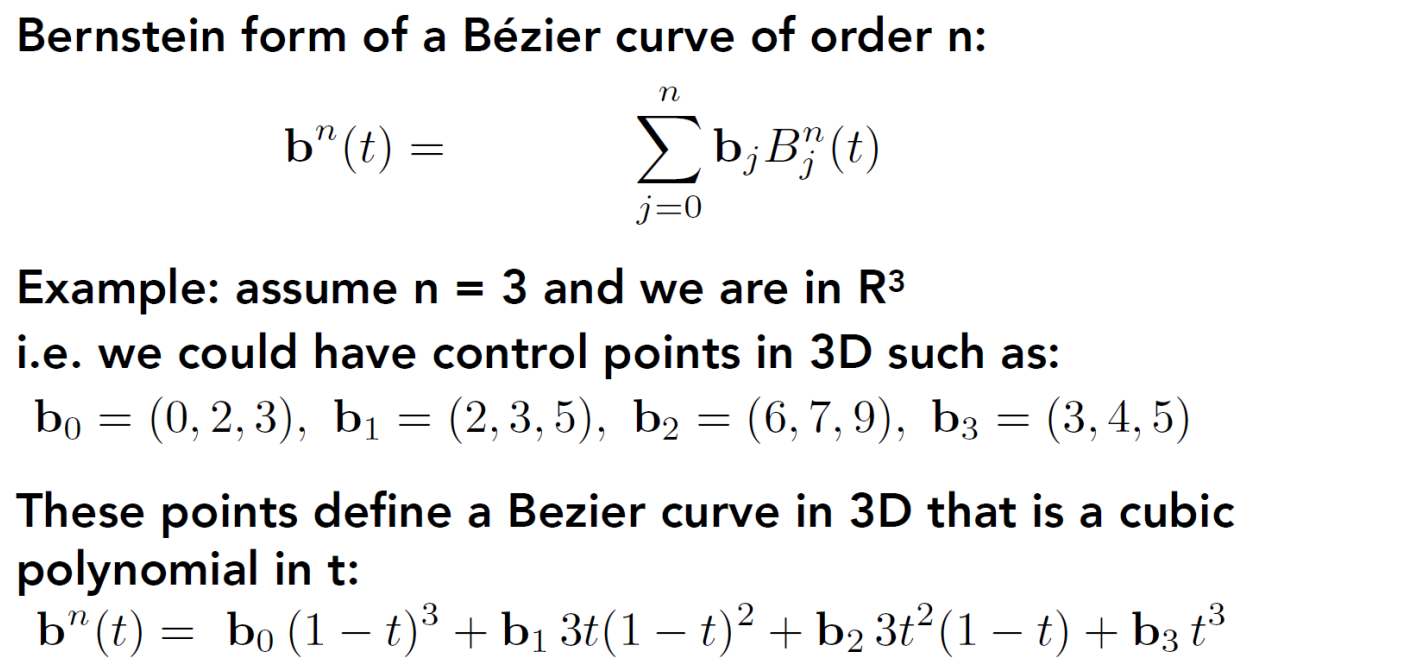 Bernstein form of a Bézier curve of order n:
$\mathbf{b}^n(t) = \sum_{j=0}^{n} \mathbf{b}_j B_j^n(t)$
Example: assume n = 3 and we are in R³
i.e. we could have control points in 3D such as:
$\mathbf{b}_0 = (0, 2, 3),\ \mathbf{b}_1 = (2, 3, 5),\ \mathbf{b}_2 = (6, 7, 9),\ \mathbf{b}_3 = (3, 4, 5)$
These points define a Bezier curve in 3D that is a cubic
polynomial in t:
$\mathbf{b}^n(t) = \mathbf{b}_0\,(1 - t)^3 + \mathbf{b}_1\,3t(1 - t)^2 + \mathbf{b}_2\,3t^2(1 - t) + \mathbf{b}_3\,t^3$